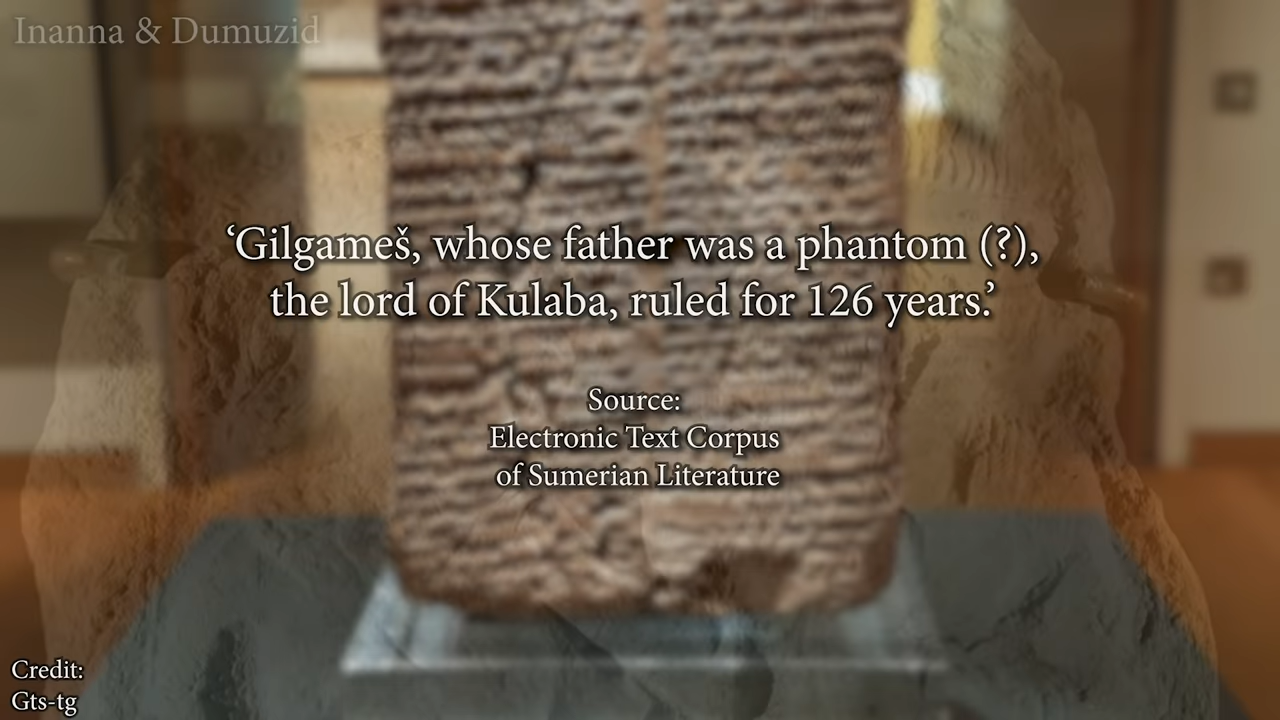 Inanna & Dumuzid
‘Gilgameš, whose father was a phantom (?),
the lord of Kulaba, ruled for 126 years.’
Source:
Electronic Text Corpus
of Sumerian Literature
Credit:
Gts-tg